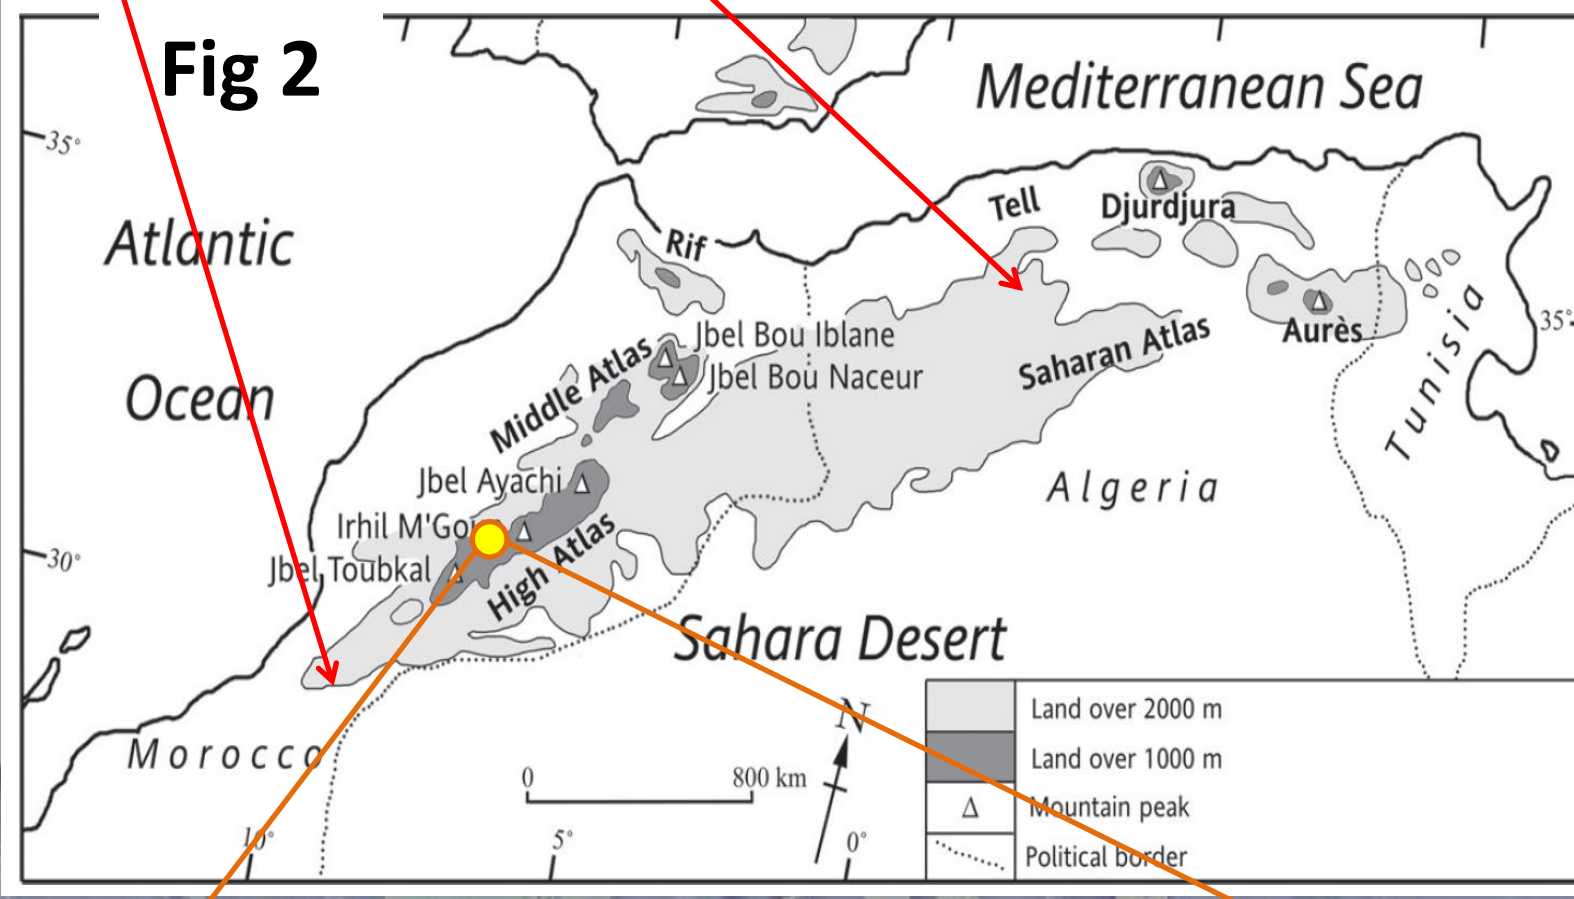 Fig 2
Mediterranean Sea
35°
Atlantic
Ocean
Tell
Djurdjura
Rif
Jbel Bou Iblane
Jbel Bou Naceur
Middle Atlas
Saharan Atlas
Aurès
35°
Tunisia
Jbel Ayachi
Algeria
Irhil M'Gou
30°
Jbel Toubkal
High Atlas
Sahara Desert
Morocco
N
0
800 km
10°
5°
0°
Land over 2000 m
Land over 1000 m
Mountain peak
Political border